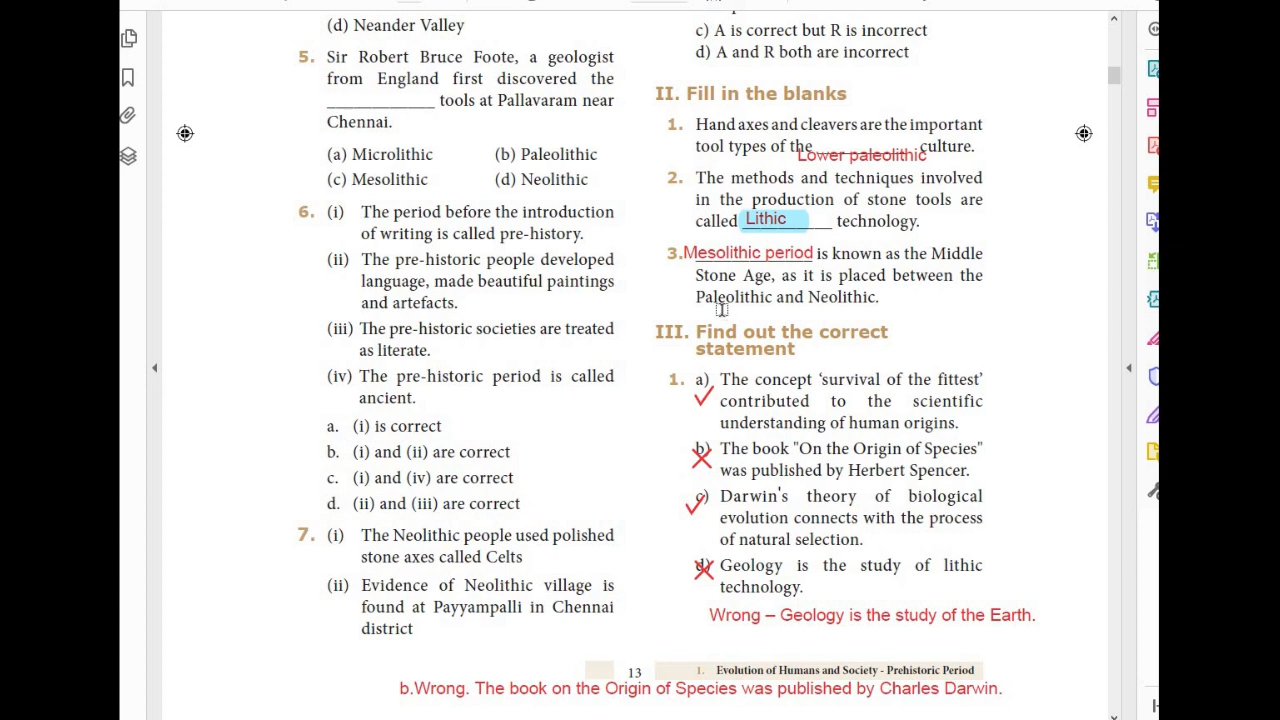 (d) Neander Valley
5. Sir Robert Bruce Foote, a geologist
from England first discovered the
_____________ tools at Pallavaram near
Chennai.
(a) Microlithic (b) Paleolithic
(c) Mesolithic (d) Neolithic
6. (i) The period before the introduction
of writing is called pre-history.
(ii) The pre-historic people developed
language, made beautiful paintings
and artefacts.
(iii) The pre-historic societies are treated
as literate.
(iv) The pre-historic period is called
ancient.
a. (i) is correct
b. (i) and (ii) are correct
c. (i) and (iv) are correct
d. (ii) and (iii) are correct
7. (i) The Neolithic people used polished
stone axes called Celts
(ii) Evidence of Neolithic village is
found at Payyampalli in Chennai
district
c) A is correct but R is incorrect
d) A and R both are incorrect
II. Fill in the blanks
1. Hand axes and cleavers are the important
tool types of the ____________ culture.
Lower paleolithic
2. The methods and techniques involved
in the production of stone tools are
called Lithic technology.
3. Mesolithic period is known as the Middle
Stone Age, as it is placed between the
Paleolithic and Neolithic.
III. Find out the correct
statement
1. a) The concept ‘survival of the fittest’
contributed to the scientific
understanding of human origins.
b) The book "On the Origin of Species"
was published by Herbert Spencer.
c) Darwin's theory of biological
evolution connects with the process
of natural selection.
d) Geology is the study of lithic
technology.
Wrong – Geology is the study of the Earth.
13 1. Evolution of Humans and Society - Prehistoric Period
b.Wrong. The book on the Origin of Species was published by Charles Darwin.